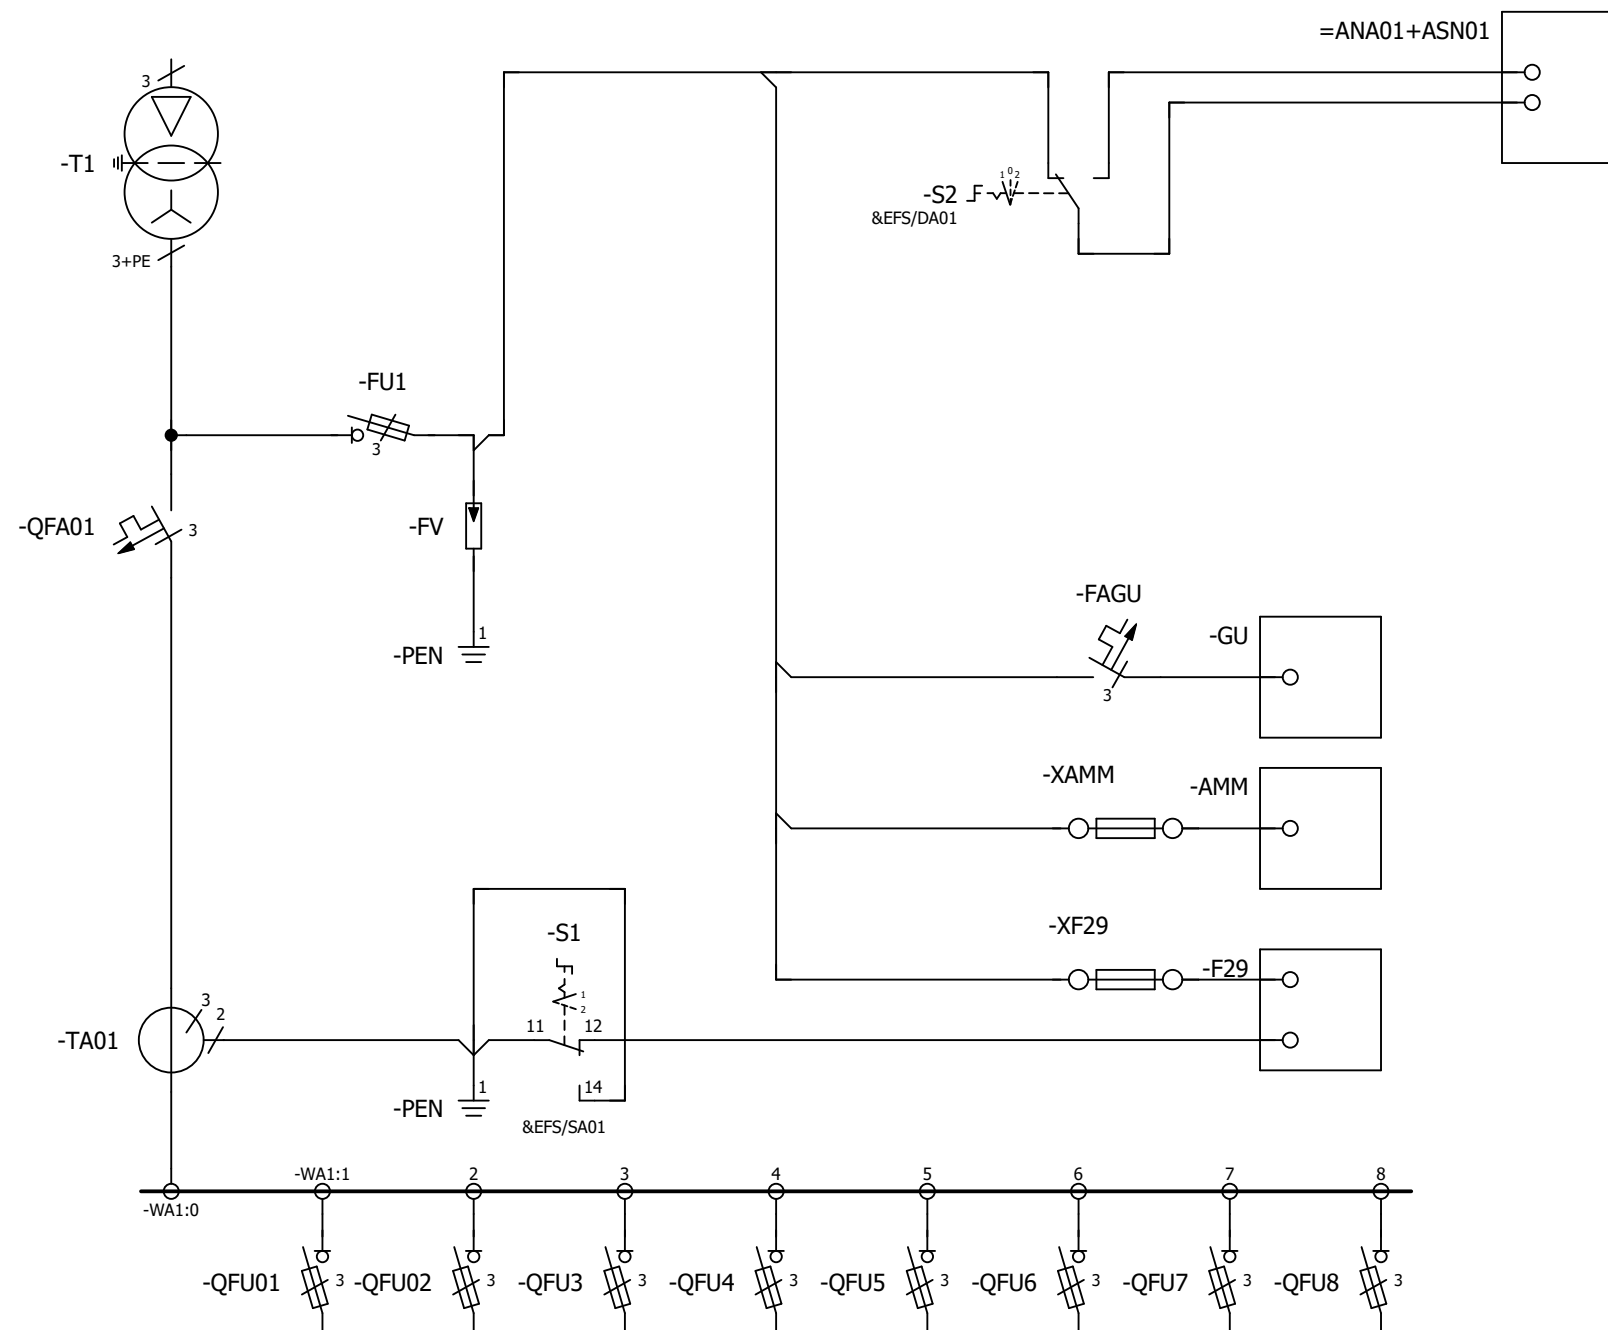 =ANA01+ASN01
3
-T1
1 0 2
-S2
&EFS/DA01
3+PE
-FU1
3
-QFA01
3
-FV
-FAGU
1
-PEN
-GU
3
-XAMM
-AMM
-XF29
-S1
-F29
1
2
3
2
11
12
-TA01
1
14
-PEN
&EFS/SA01
-WA1:1
2
3
4
5
6
7
8
-WA1:0
-QFU01
3
-QFU02
3
-QFU3
3
-QFU4
3
-QFU5
3
-QFU6
3
-QFU7
3
-QFU8
3